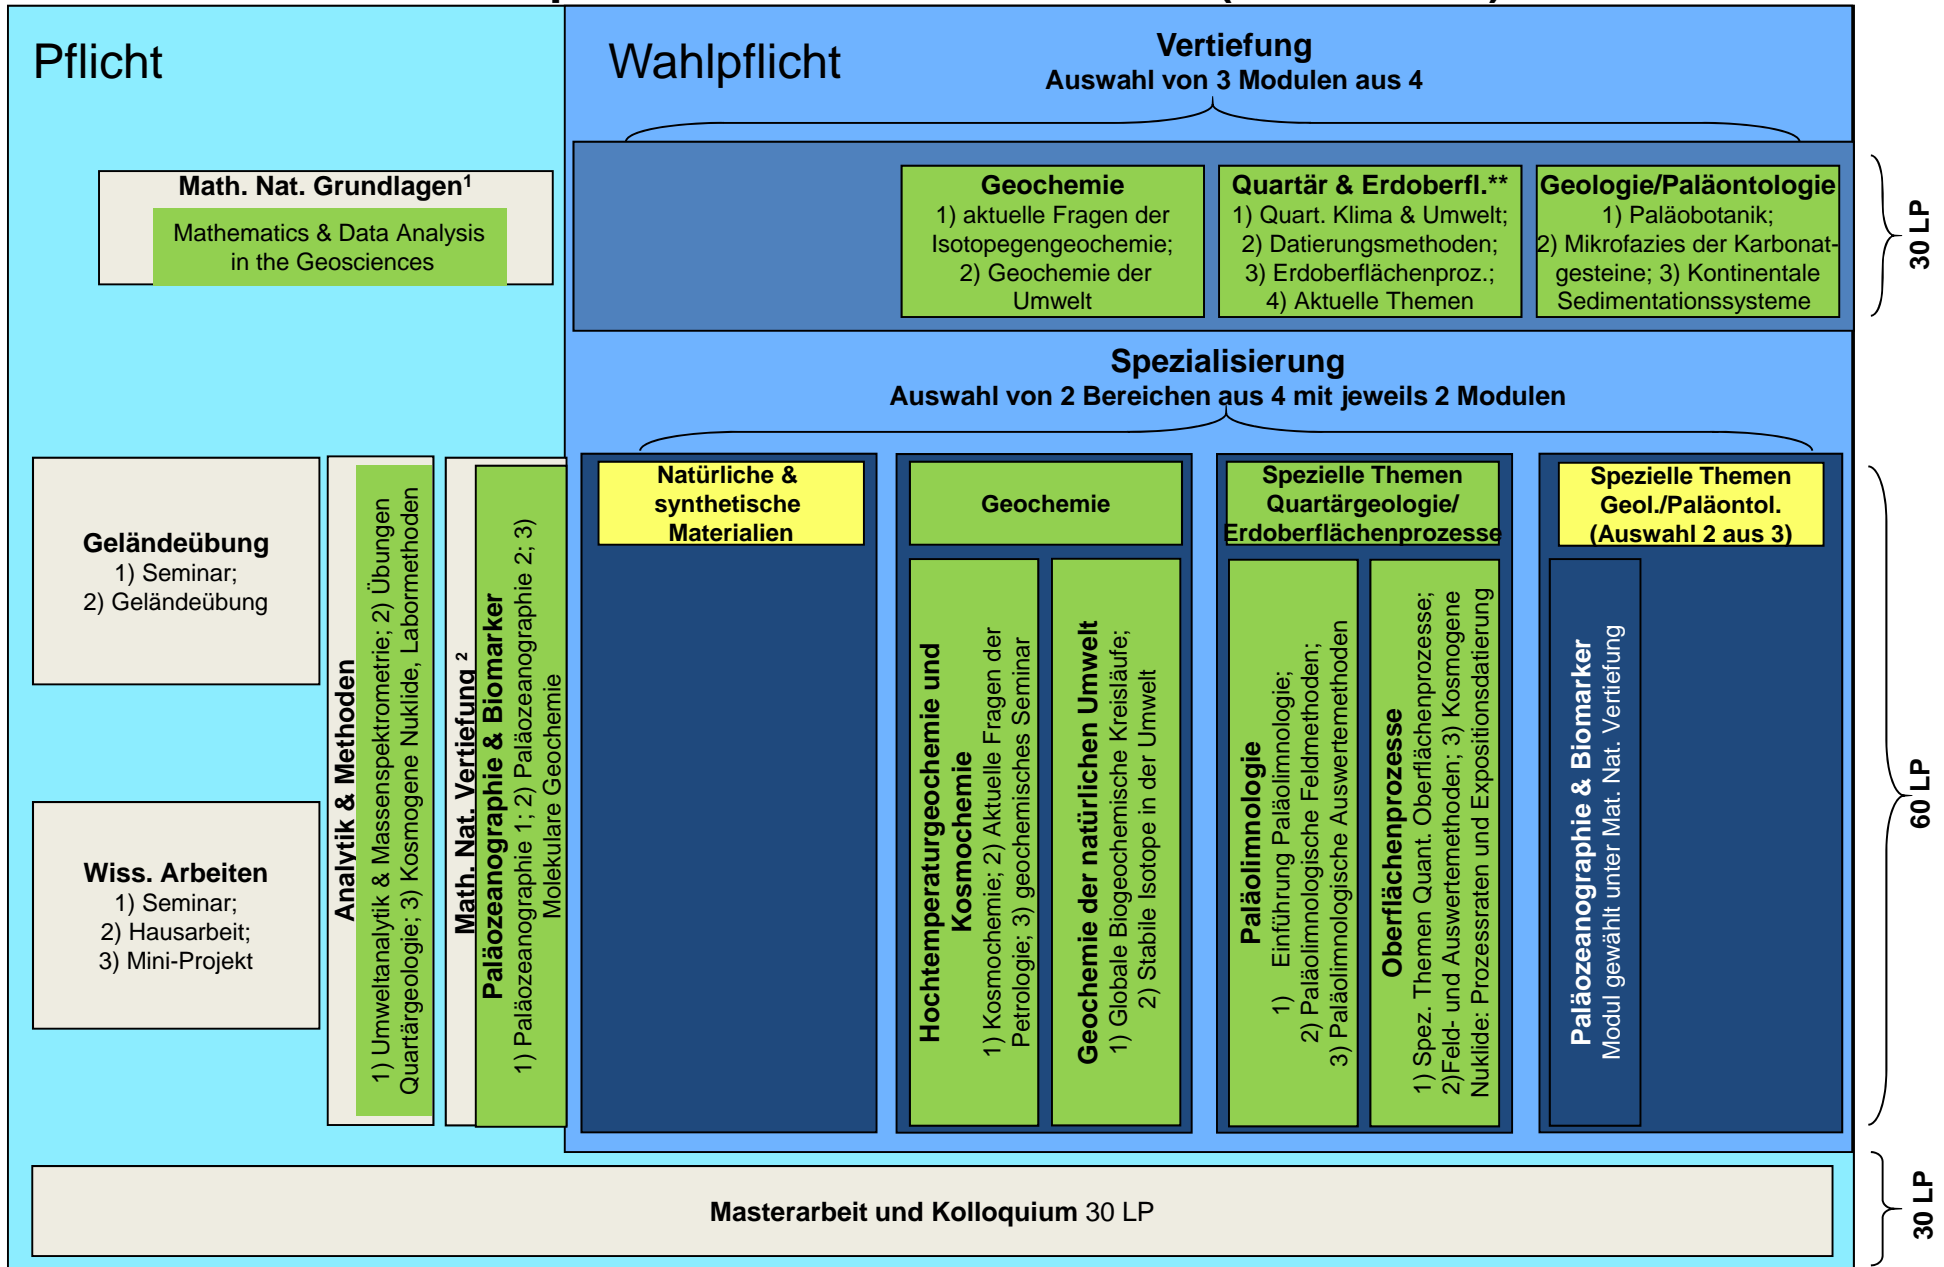 Pflicht
Wahlpflicht
Vertiefung
Auswahl von 3 Modulen aus 4
Math. Nat. Grundlagen¹
Mathematics & Data Analysis
in the Geosciences
Geochemie
1) aktuelle Fragen der
Isotopegengeochemie;
2) Geochemie der
Umwelt
Quartär & Erdoberfl.**
1) Quart. Klima & Umwelt;
2) Datierungsmethoden;
3) Erdoberflächenproz.;
4) Aktuelle Themen
Geologie/Paläontologie
1) Paläobotanik;
2) Mikrofazies der Karbonat-
gesteine; 3) Kontinentale
Sedimentationssysteme
30 LP
Spezialisierung
Auswahl von 2 Bereichen aus 4 mit jeweils 2 Modulen
Geländeübung
1) Seminar;
2) Geländeübung
Wiss. Arbeiten
1) Seminar;
2) Hausarbeit;
3) Mini-Projekt
Analytik & Methoden
1) Umweltanalytik & Massenspektrometrie; 2) Übungen
Quartärgeologie; 3) Kosmogene Nuklide, Labormethoden
Math. Nat. Vertiefung ²
Paläozeanographie & Biomarker
1) Paläozeanographie 1; 2) Paläozeanographie 2; 3)
Molekulare Geochemie
Natürliche &
synthetische
Materialien
Geochemie
Hochtemperaturgeochemie und
Kosmochemie
1) Kosmochemie; 2) Aktuelle Fragen der
Petrologie; 3) geochemisches Seminar
Geochemie der natürlichen Umwelt
1) Globale Biogeochemische Kreisläufe;
2) Stabile Isotope in der Umwelt
Spezielle Themen
Quartärgeologie/
Erdoberflächenprozesse
Paläolimnologie
1) Einführung Paläolimnologie;
2) Paläolimnologische Feldmethoden;
3) Paläolimnologische Auswertemethoden
Oberflächenprozesse
1) Spez. Themen Quant. Oberflächenprozesse;
2)Feld- und Auswertemethoden; 3) Kosmogene
Nuklide: Prozessraten und Expositionsdatierung
Spezielle Themen
Geol./Paläontol.
(Auswahl 2 aus 3)
Paläozeanographie & Biomarker
Modul gewählt unter Mat. Nat. Vertiefung
60 LP
Masterarbeit und Kolloquium 30 LP
30 LP